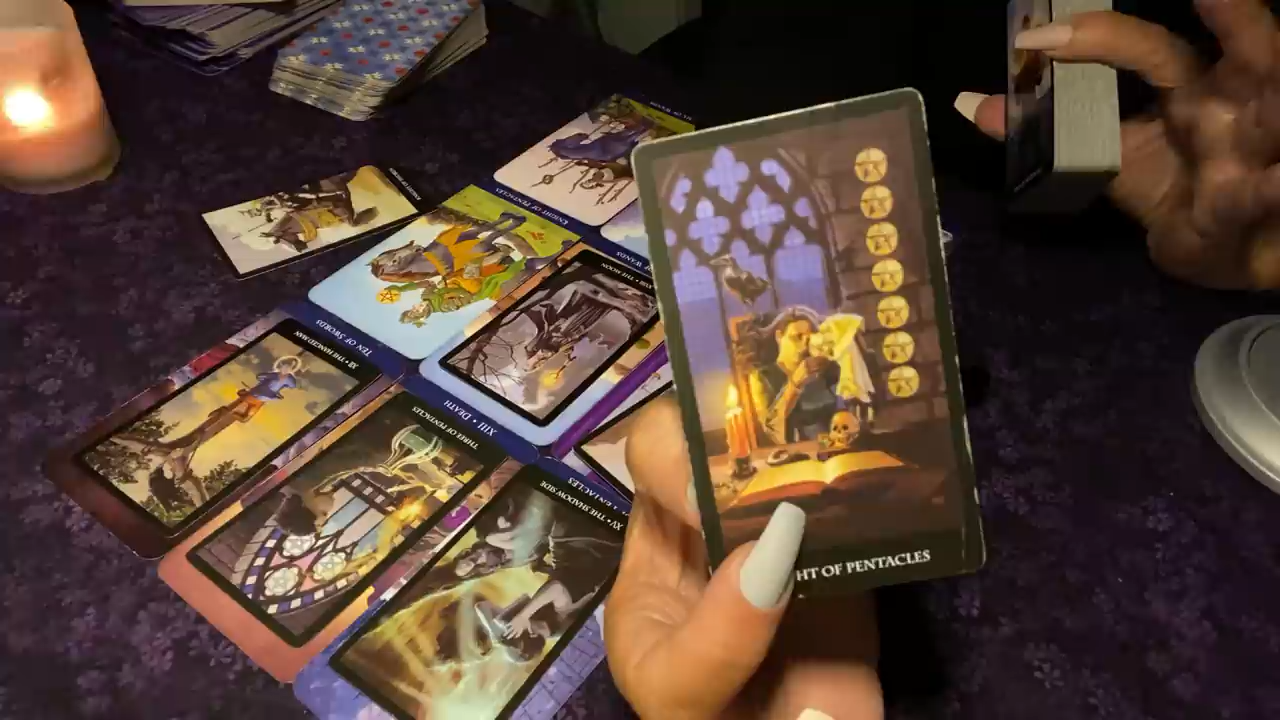 HT OF PENTACLES
KNIGHT OF PENTACLES
WANDS
XVIII • THE MOON
TEN OF SWORDS
XII • THE HANGED MAN
XIII • DEATH
THREE OF PENTACLES
XV • THE SHADOW SIDE